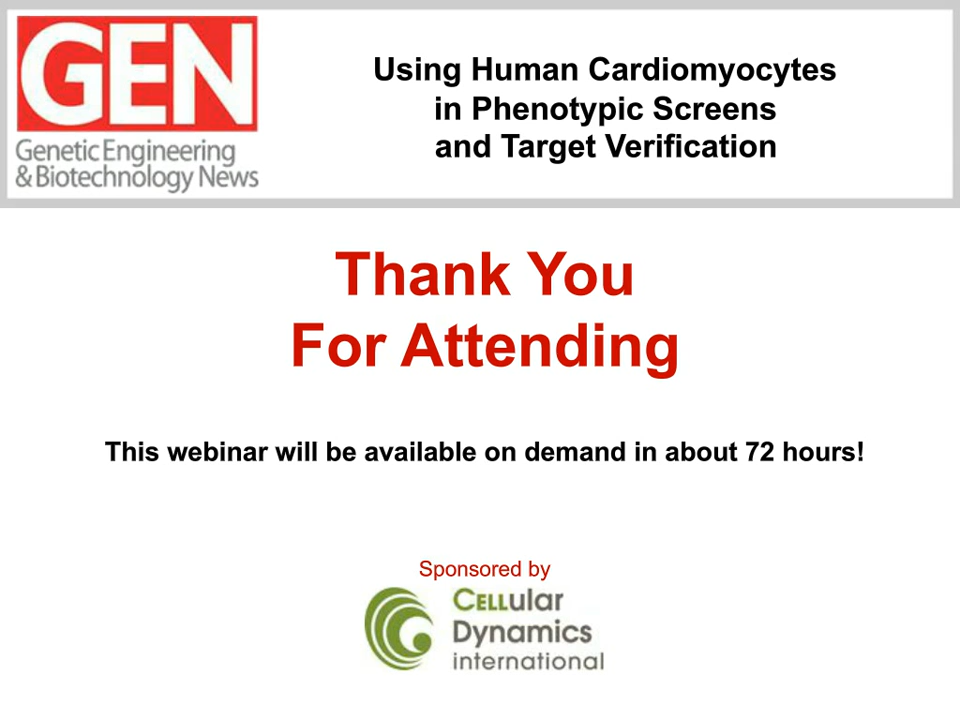 GEN
Genetic Engineering
& Biotechnology News
Using Human Cardiomyocytes
in Phenotypic Screens
and Target Verification
Thank You
For Attending
This webinar will be available on demand in about 72 hours!
Sponsored by
CELLular
Dynamics
international